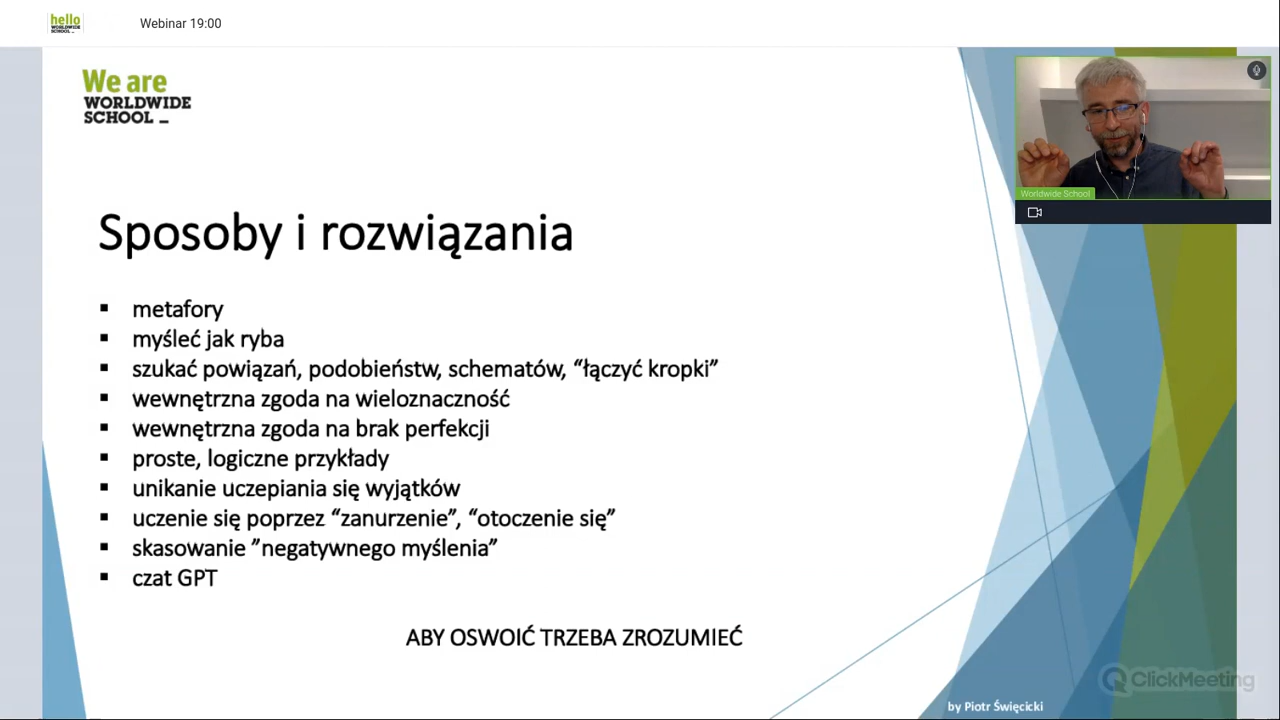 hello
WORLDWIDE
SCHOOL _
Webinar 19:00
We are
WORLDWIDE
SCHOOL _
Worldwide School
Sposoby i rozwiązania
▪ metafory
▪ myśleć jak ryba
▪ szukać powiązań, podobieństw, schematów, “łączyć kropki”
▪ wewnętrzna zgoda na wieloznaczność
▪ wewnętrzna zgoda na brak perfekcji
▪ proste, logiczne przykłady
▪ unikanie uczepiania się wyjątków
▪ uczenie się poprzez “zanurzenie”, “otoczenie się”
▪ skasowanie ”negatywnego myślenia”
▪ czat GPT
ABY OSWOIĆ TRZEBA ZROZUMIEĆ
ClickMeeting
by Piotr Święcicki